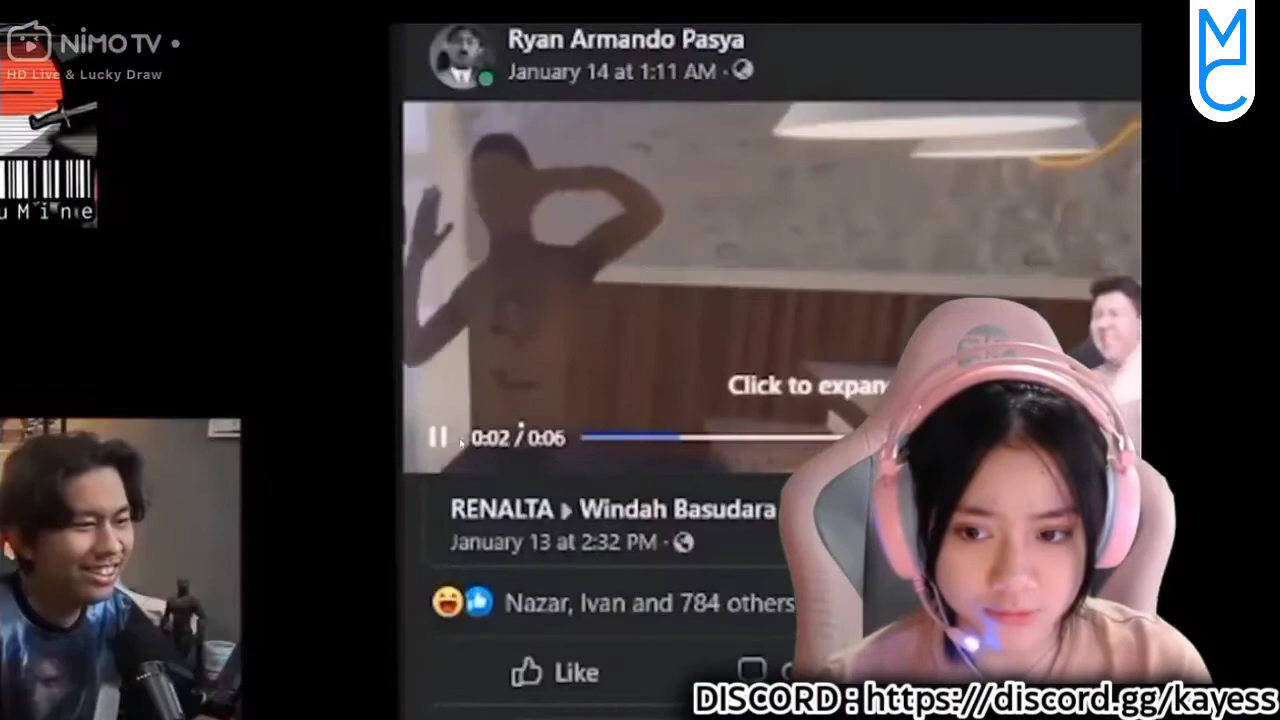 NIMO TV
HD Live & Lucky Draw
MC
uMine
Ryan Armando Pasya
January 14 at 1:11 AM
Click to expan
0:02 / 0:06
RENALTA Windah Basudara
January 13 at 2:32 PM
Nazar, Ivan and 784 others
Like
DISCORD : https://discord.gg/kayess